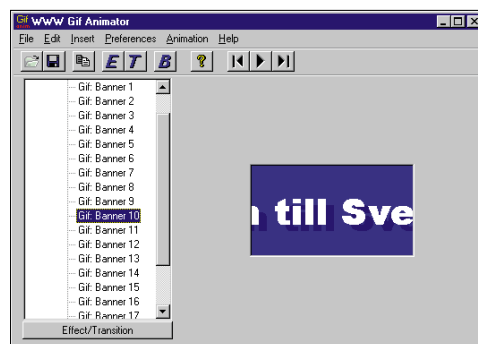 Gif WWW Gif Animator
File Edit Insert Preferences Animation Help
E T B ?
Gif: Banner 1
Gif: Banner 2
Gif: Banner 3
Gif: Banner 4
Gif: Banner 5
Gif: Banner 6
Gif: Banner 7
Gif: Banner 8
Gif: Banner 9
Gif: Banner 10
Gif: Banner 11
Gif: Banner 12
Gif: Banner 13
Gif: Banner 14
Gif: Banner 15
Gif: Banner 16
Gif: Banner 17
Effect/Transition
n till Sve